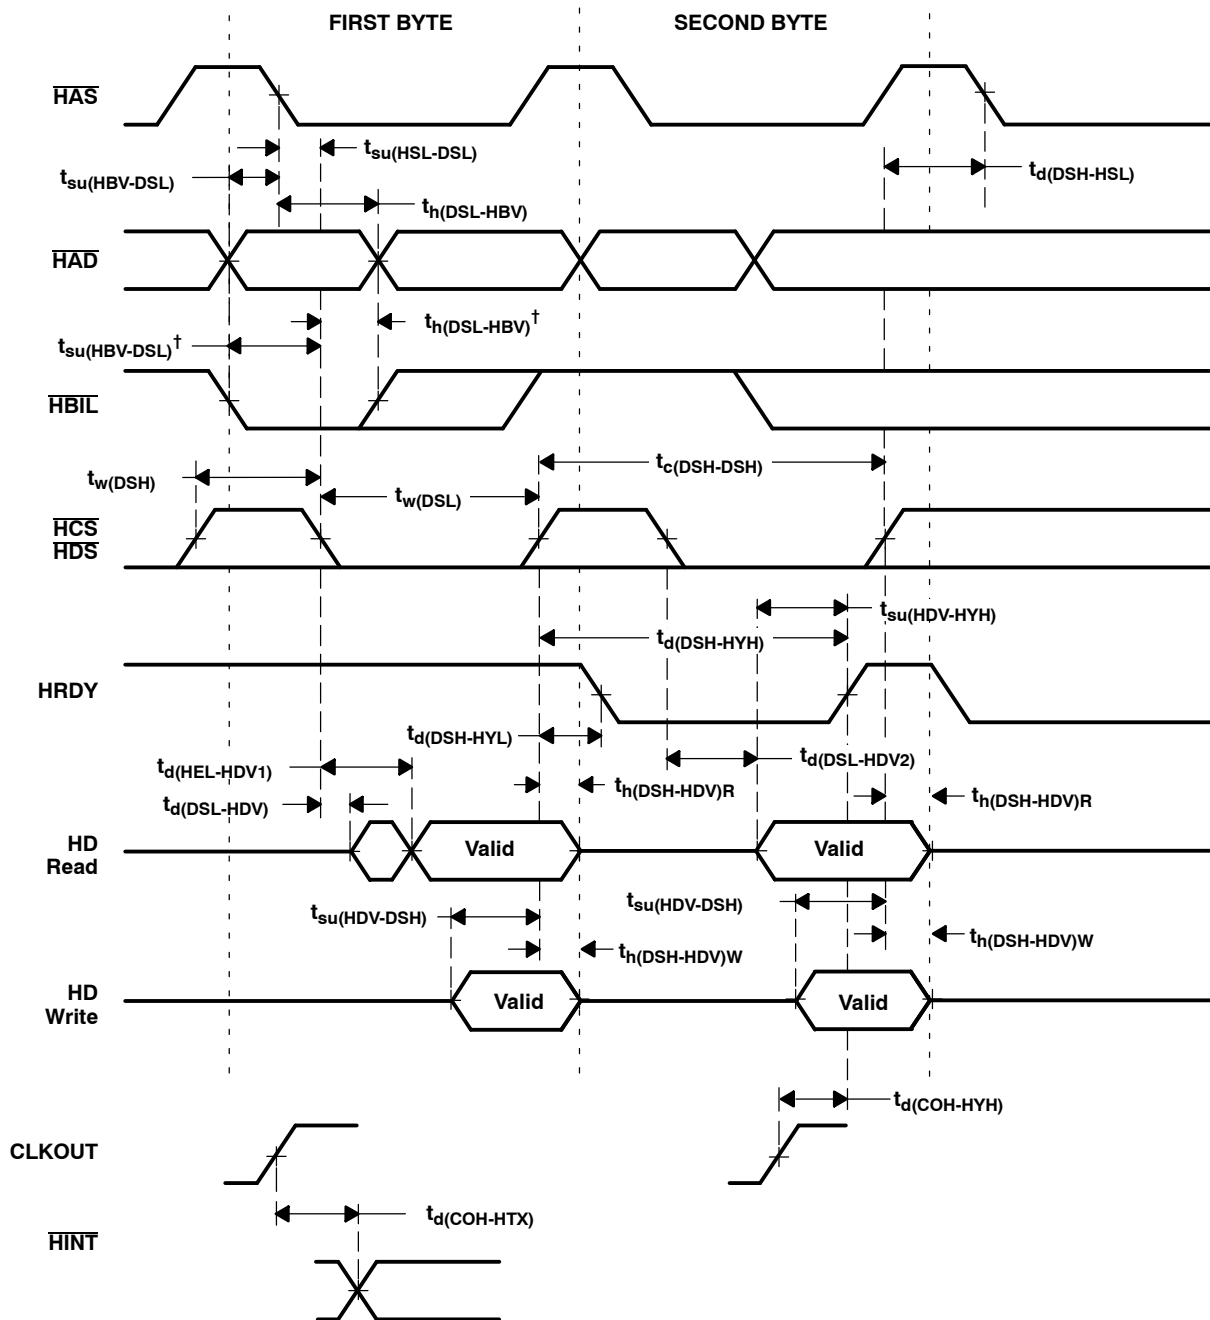 FIRST BYTE SECOND BYTE
HAS
tsu(HSL-DSL)
tsu(HBV-DSL)
td(DSH-HSL)
th(DSL-HBV)
HAD
th(DSL-HBV)†
tsu(HBV-DSL)†
HBIL
tc(DSH-DSH)
tw(DSH)
tw(DSL)
HCS
HDS
tsu(HDV-HYH)
td(DSH-HYH)
HRDY
td(DSH-HYL)
td(DSL-HDV2)
td(HEL-HDV1)
th(DSH-HDV)R
th(DSH-HDV)R
td(DSL-HDV)
HD
Read
Valid Valid
tsu(HDV-DSH)
tsu(HDV-DSH)
th(DSH-HDV)W
th(DSH-HDV)W
HD
Write
Valid Valid
td(COH-HYH)
CLKOUT
td(COH-HTX)
HINT